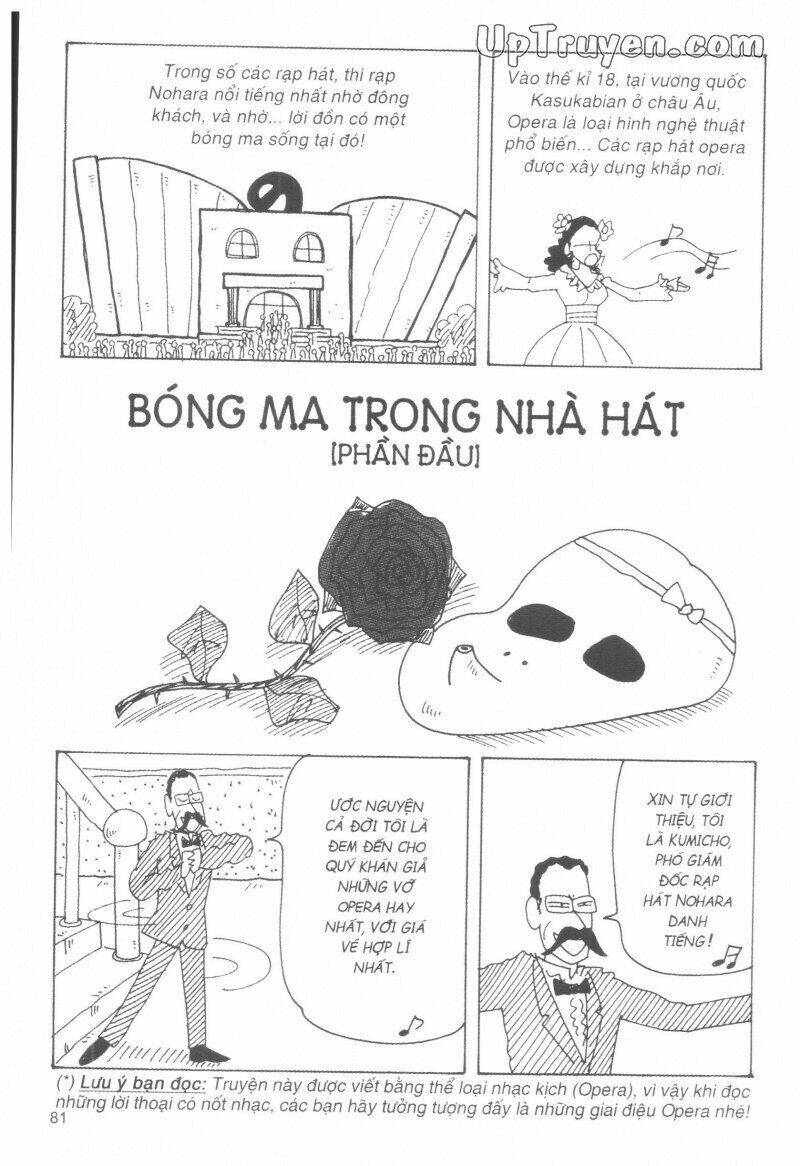 UpTruyen.com
Vào thế kỉ 18, tại vương quốc
Kasukabian ở châu Âu,
Opera là loại hình nghệ thuật
phổ biến... Các rạp hát opera
được xây dựng khắp nơi.
Trong số các rạp hát, thì rạp
Nohara nổi tiếng nhất nhờ đông
khách, và nhờ... lời đồn có một
bóng ma sống tại đó!
BÓNG MA TRONG NHÀ HÁT
[PHẦN ĐẦU]
XIN TỰ GIỚI
THIỆU, TÔI
LÀ KUMICHO,
PHÓ GIÁM
ĐỐC RẠP
HÁT NOHARA
DANH
TIẾNG!
ƯỚC NGUYỆN
CẢ ĐỜI TÔI LÀ
ĐEM ĐẾN CHO
QUÝ KHÁN GIẢ
NHỮNG VỞ
OPERA HAY
NHẤT, VỚI GIÁ
VÉ HỢP LÍ
NHẤT.
(*) Lưu ý bạn đọc: Truyện này được viết bằng thể loại nhạc kịch (Opera), vì vậy khi đọc
những lời thoại có nốt nhạc, các bạn hãy tưởng tượng đấy là những giai điệu Opera nhé!
81